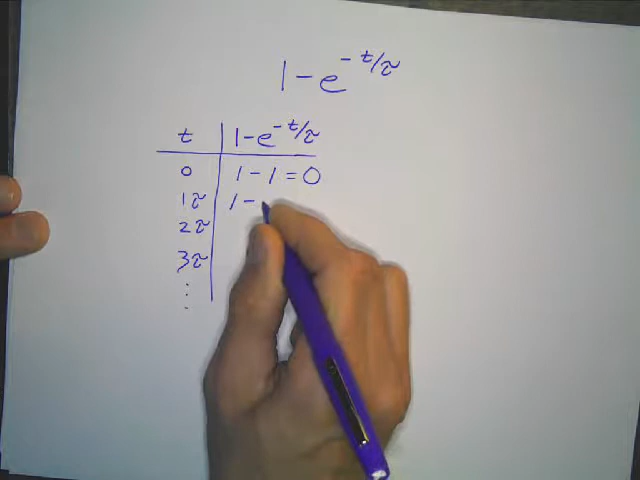 1 - e^{-t/τ}
t | 1 - e^{-t/τ}
0 | 1 - 1 = 0
1τ | 1 -
2τ
3τ
⋮